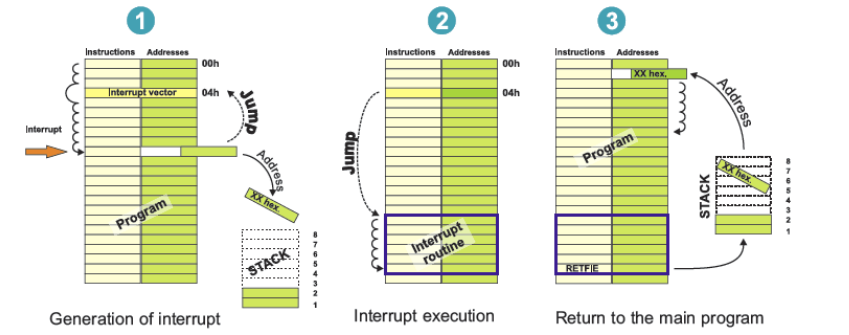 1
Instructions Addresses
00h
Interrupt vector
04h
Jump
Interrupt
Address
XX hex.
Program
STACK
8
7
6
5
4
3
2
1
Generation of interrupt
2
Instructions Addresses
00h
04h
Jump
Interrupt
routine
Interrupt execution
3
Instructions Addresses
XX hex.
Address
Program
STACK
XX hex.
8
7
6
5
4
3
2
1
RETFIE
Return to the main program